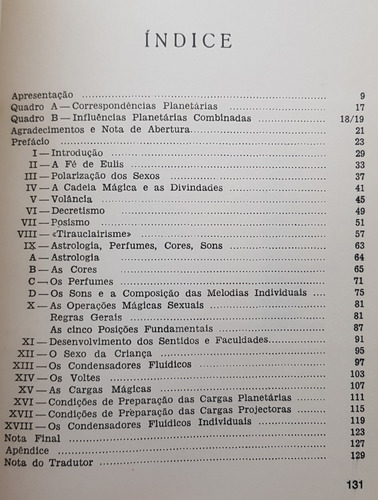 ÍNDICE
Apresentação ..... 9
Quadro A — Correspondências Planetárias ..... 17
Quadro B — Influências Planetárias Combinadas ..... 18/19
Agradecimentos e Nota de Abertura ..... 21
Prefácio ..... 23
I — Introdução ..... 29
II — A Fé de Eulis ..... 33
III — Polarização dos Sexos ..... 37
IV — A Cadeia Mágica e as Divindades ..... 41
V — Volância ..... 45
VI — Decretismo ..... 49
VII — Posismo ..... 51
VIII — «Tirauclairisme» ..... 57
IX — Astrologia, Perfumes, Cores, Sons ..... 63
A — Astrologia ..... 64
B — As Cores ..... 65
C — Os Perfumes ..... 71
D — Os Sons e a Composição das Melodias Individuais ..... 75
X — As Operações Mágicas Sexuais ..... 81
Regras Gerais ..... 81
As cinco Posições Fundamentais ..... 87
XI — Desenvolvimento dos Sentidos e Faculdades ..... 91
XII — O Sexo da Criança ..... 95
XIII — Os Condensadores Fluídicos ..... 97
XIV — Os Voltes ..... 103
XV — As Cargas Mágicas ..... 107
XVI — Condições de Preparação das Cargas Planetárias ..... 111
XVII — Condições de Preparação das Cargas Projectoras ..... 115
XVIII — Os Condensadores Fluídicos Individuais ..... 119
Nota Final ..... 123
Apêndice ..... 127
Nota do Tradutor ..... 129
131